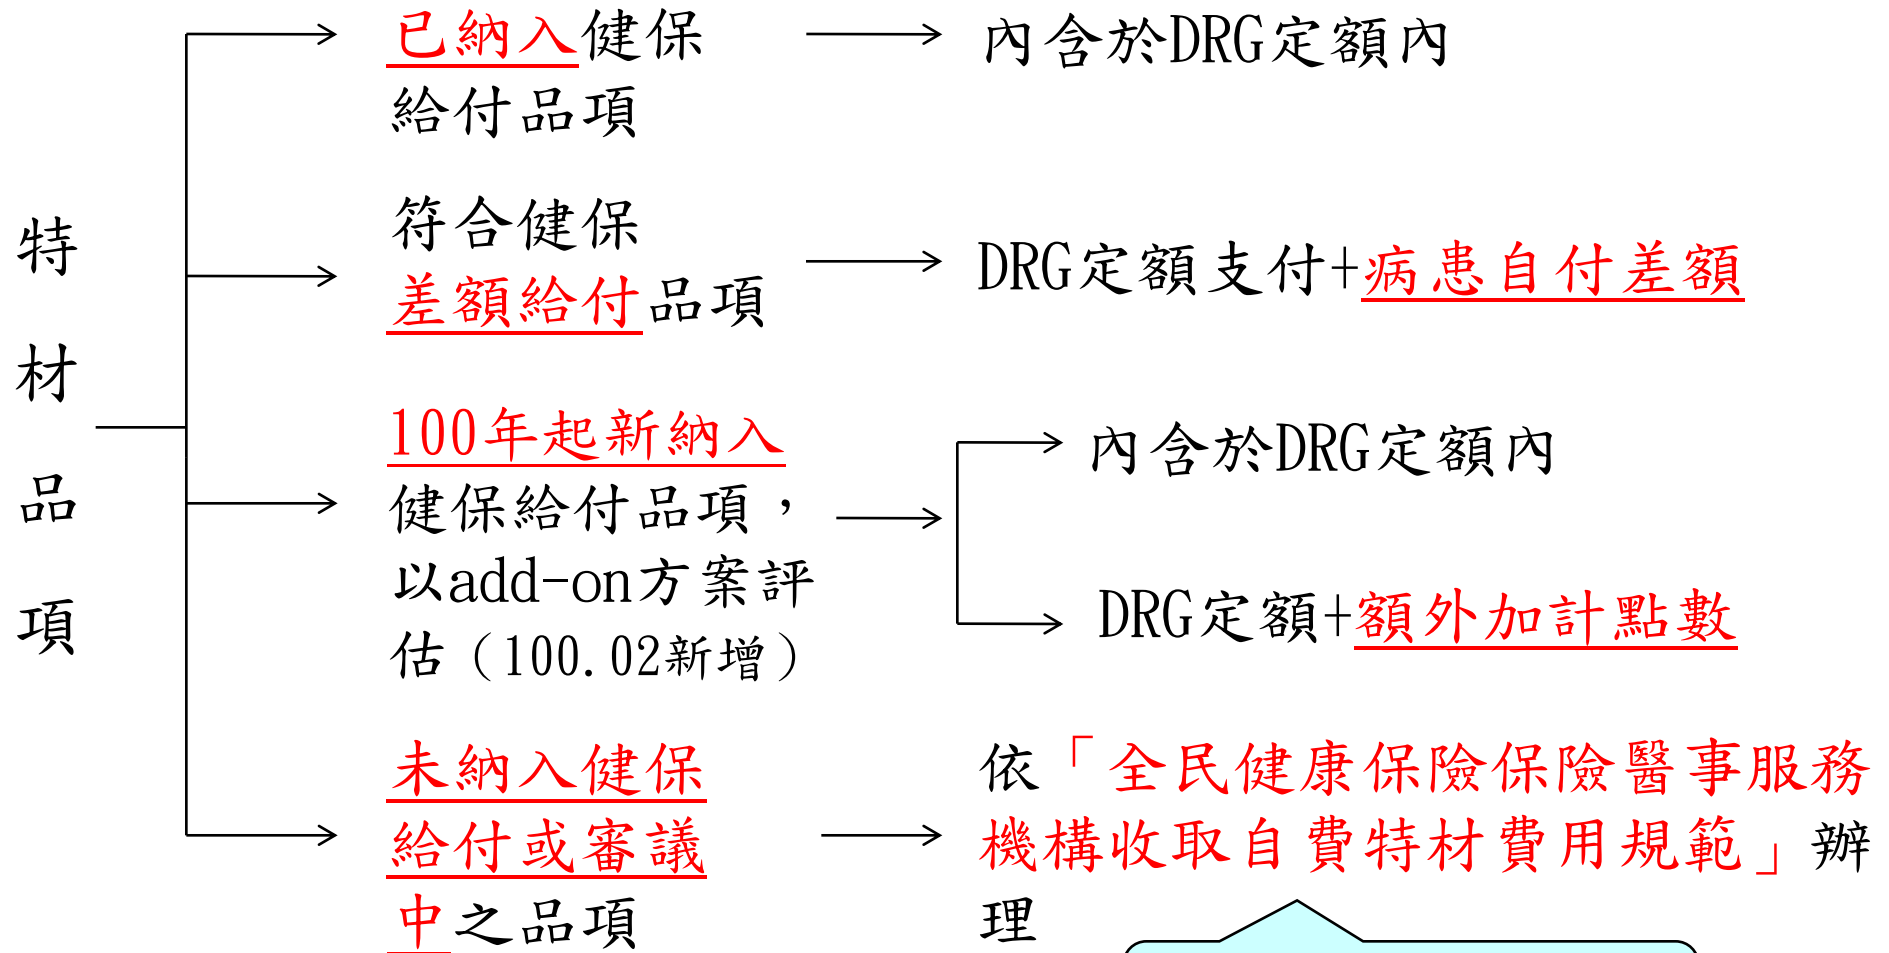 特材品項
已納入健保
給付品項
內含於DRG定額內
符合健保
差額給付品項
DRG定額支付+病患自付差額
100年起新納入
健保給付品項，
以add-on方案評
估（100.02新增）
內含於DRG定額內
DRG定額+額外加計點數
未納入健保
給付或審議
中之品項
依「全民健康保險保險醫事服務
機構收取自費特材費用規範」辦
理